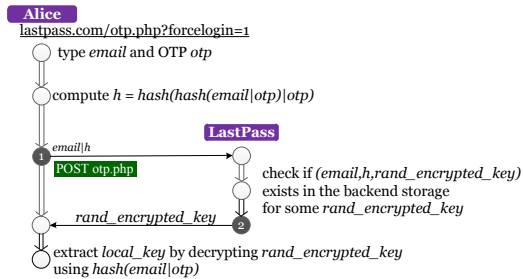 Alice
lastpass.com/otp.php?forcelogin=1
type email and OTP otp
compute h = hash(hash(email|otp)|otp)
LastPass
email|h
1
POST otp.php
check if (email,h,rand_encrypted_key)
exists in the backend storage
for some rand_encrypted_key
rand_encrypted_key
2
extract local_key by decrypting rand_encrypted_key
using hash(email|otp)